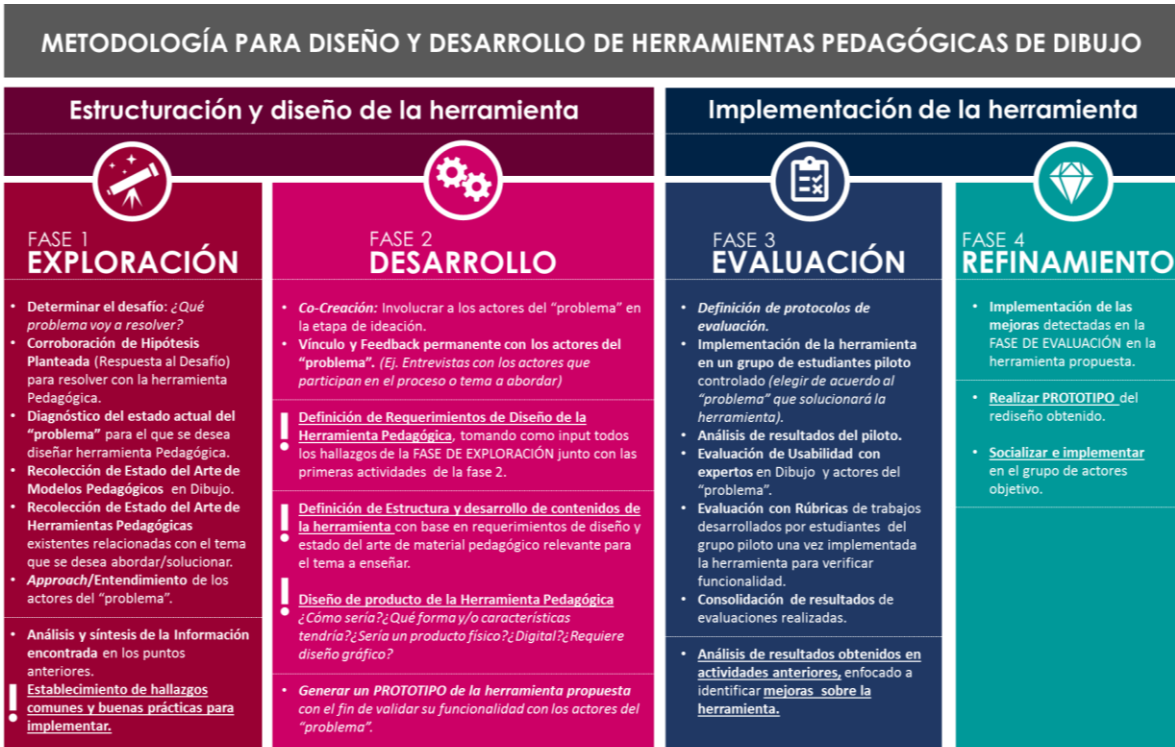 METODOLOGÍA PARA DISEÑO Y DESARROLLO DE HERRAMIENTAS PEDAGÓGICAS DE DIBUJO
Estructuración y diseño de la herramienta
FASE 1
EXPLORACIÓN
• Determinar el desafío: ¿Qué
problema voy a resolver?
• Corroboración de Hipótesis
Planteada (Respuesta al Desafío)
para resolver con la herramienta
Pedagógica.
• Diagnóstico del estado actual del
“problema” para el que se desea
diseñar herramienta Pedagógica.
• Recolección de Estado del Arte de
Modelos Pedagógicos en Dibujo.
• Recolección de Estado del Arte de
Herramientas Pedagógicas
existentes relacionadas con el tema
que se desea abordar/solucionar.
• Approach/Entendimiento de los
actores del “problema”.
• Análisis y síntesis de la Información
encontrada en los puntos
anteriores.
! Establecimiento de hallazgos
comunes y buenas prácticas para
implementar.
FASE 2
DESARROLLO
• Co-Creación: Involucrar a los actores del “problema” en
la etapa de ideación.
• Vínculo y Feedback permanente con los actores del
“problema”. (Ej. Entrevistas con los actores que
participan en el proceso o tema a abordar)
! Definición de Requerimientos de Diseño de la
Herramienta Pedagógica, tomando como input todos
los hallazgos de la FASE DE EXPLORACIÓN junto con las
primeras actividades de la fase 2.
! Definición de Estructura y desarrollo de contenidos de
la herramienta con base en requerimientos de diseño y
estado del arte de material pedagógico relevante para
el tema a enseñar.
! Diseño de producto de la Herramienta Pedagógica
¿Cómo sería?¿Qué forma y/o características
tendría?¿Sería un producto físico?¿Digital?¿Requiere
diseño gráfico?
• Generar un PROTOTIPO de la herramienta propuesta
con el fin de validar su funcionalidad con los actores del
“problema”.
Implementación de la herramienta
FASE 3
EVALUACIÓN
• Definición de protocolos de
evaluación.
• Implementación de la herramienta
en un grupo de estudiantes piloto
controlado (elegir de acuerdo al
“problema” que solucionará la
herramienta).
• Análisis de resultados del piloto.
• Evaluación de Usabilidad con
expertos en Dibujo y actores del
“problema”.
• Evaluación con Rúbricas de trabajos
desarrollados por estudiantes del
grupo piloto una vez implementada
la herramienta para verificar
funcionalidad.
• Consolidación de resultados de
evaluaciones realizadas.
• Análisis de resultados obtenidos en
actividades anteriores, enfocado a
identificar mejoras sobre la
herramienta.
FASE 4
REFINAMIENTO
• Implementación de las
mejoras detectadas en la
FASE DE EVALUACIÓN en la
herramienta propuesta.
• Realizar PROTOTIPO del
rediseño obtenido.
• Socializar e implementar
en el grupo de actores
objetivo.